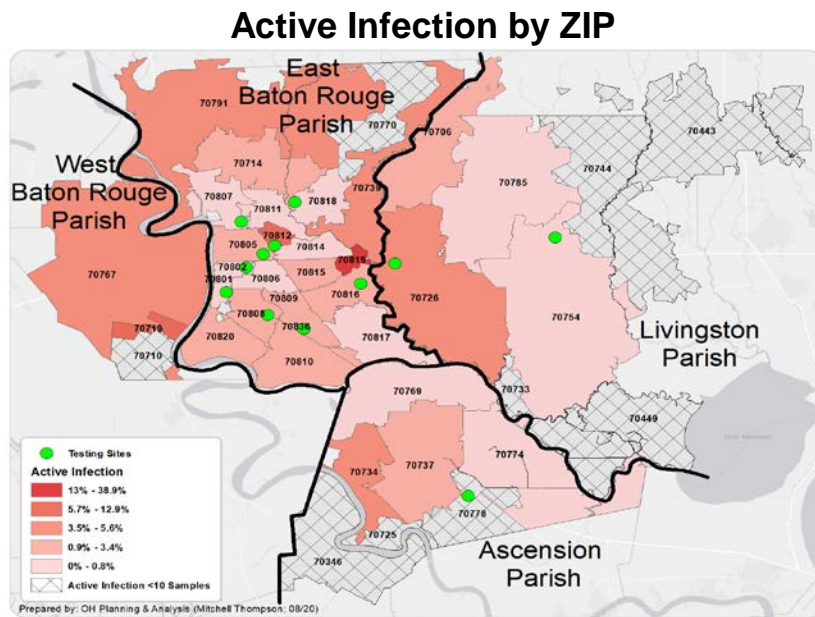 Active Infection by ZIP
East
Baton Rouge
Parish
70791
70770
70706
70443
70744
70714
70785
West
Baton Rouge
Parish
70807
70811
70818
70739
70812
70805
70814
70819
70767
70802
70815
70801
70806
70816
70726
70809
70754
70808
70719
70836
70817
70820
70710
70810
Livingston
Parish
70769
70733
70449
Testing Sites
Active Infection
13% - 38.9%
5.7% - 12.9%
3.5% - 5.6%
0.9% - 3.4%
0% - 0.8%
Active Infection <10 Samples
70734
70737
70774
70778
70725
70346
Ascension
Parish
Prepared by: OH Planning & Analysis (Mitchell Thompson; 08/20)